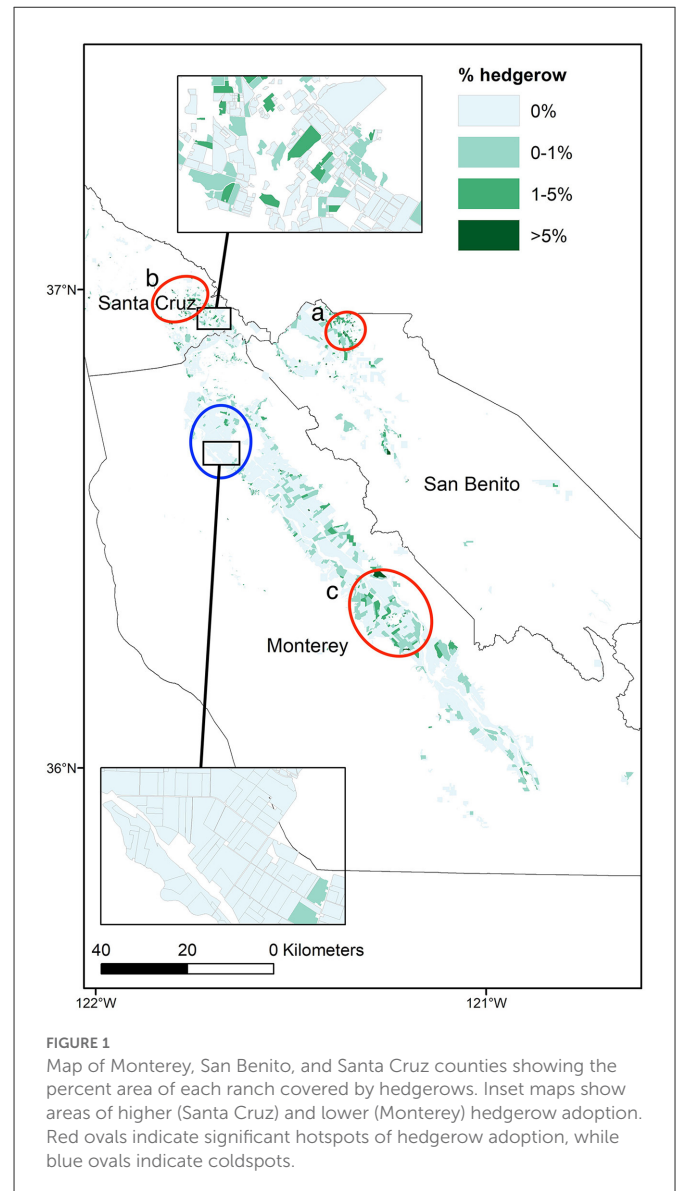 % hedgerow
0%
0-1%
1-5%
>5%
37°N
b
Santa Cruz
a
San Benito
c
Monterey
36°N
40 20 0 Kilometers
122°W 121°W
FIGURE 1
Map of Monterey, San Benito, and Santa Cruz counties showing the
percent area of each ranch covered by hedgerows. Inset maps show
areas of higher (Santa Cruz) and lower (Monterey) hedgerow adoption.
Red ovals indicate significant hotspots of hedgerow adoption, while
blue ovals indicate coldspots.